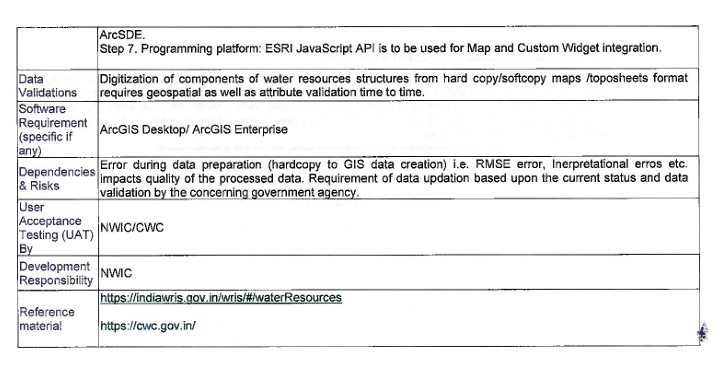 ArcSDE.
Step 7. Programming platform: ESRI JavaScript API is to be used for Map and Custom Widget integration.
Data
Validations
Digitization of components of water resources structures from hard copy/softcopy maps /toposheets format
requires geospatial as well as attribute validation time to time.
Software
Requirement
(specific if
any)
ArcGIS Desktop/ ArcGIS Enterprise
Dependencies
& Risks
Error during data preparation (hardcopy to GIS data creation) i.e. RMSE error, Inerpretational erros etc.
impacts quality of the processed data. Requirement of data updation based upon the current status and data
validation by the concerning government agency.
User
Acceptance
Testing (UAT)
By
NWIC/CWC
Development
Responsibility
NWIC
Reference
material
https://indiawris.gov.in/wris/#/waterResources
https://cwc.gov.in/